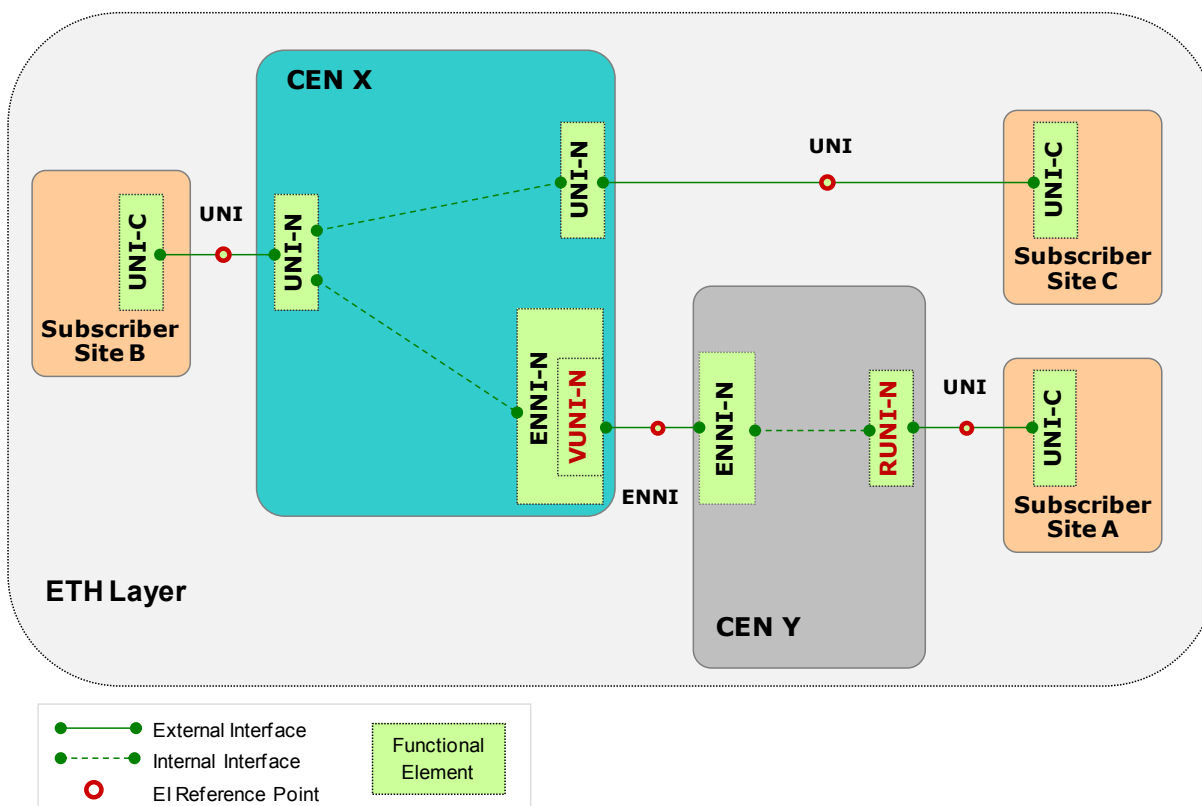 CEN X
UNI-N
UNI
UNI-C
Subscriber
Site C
UNI-C
UNI
UNI-N
Subscriber
Site B
ENNI-N
VUNI-N
ENNI
ENNI-N
RUNI-N
UNI
UNI-C
Subscriber
Site A
CEN Y
ETH Layer
External Interface
Internal Interface
EI Reference Point
Functional
Element